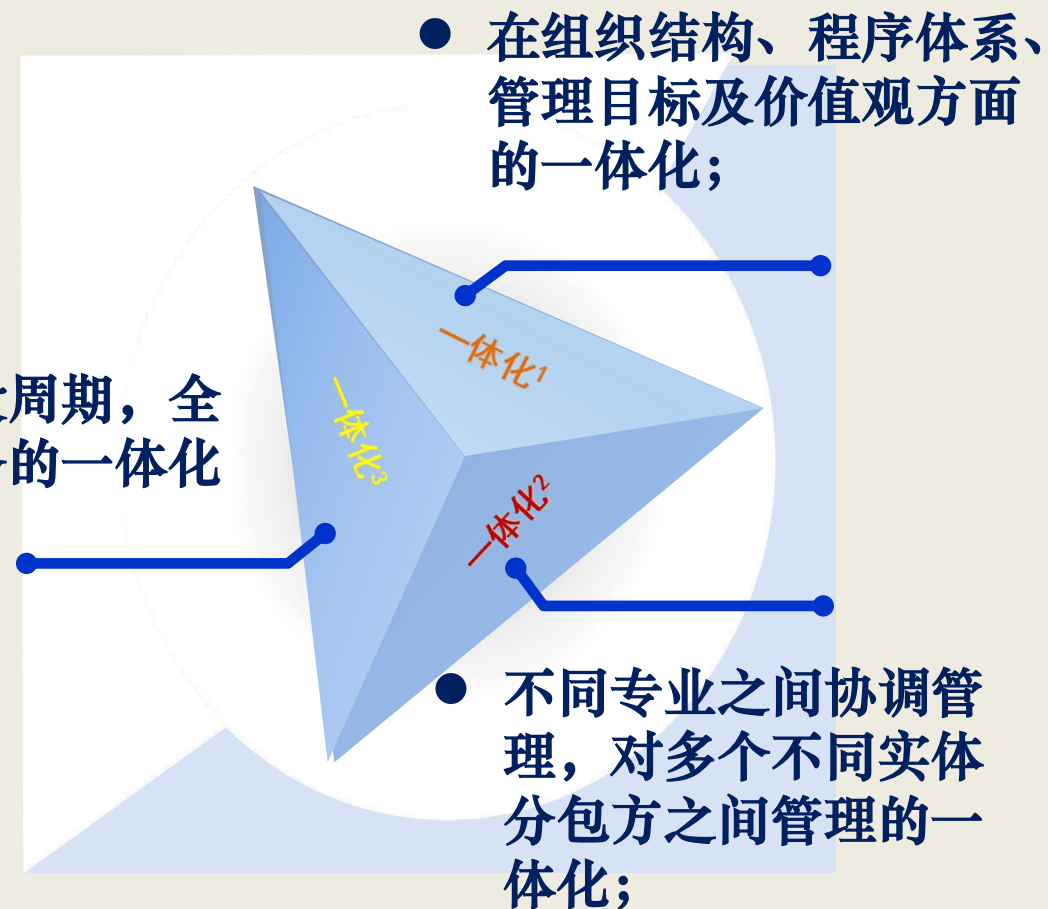 在组织结构、程序体系、
管理目标及价值观方面
的一体化；
一体化1
周期，全
的一体化
一体化3
一体化2
不同专业之间协调管
理，对多个不同实体
分包方之间管理的一
体化；